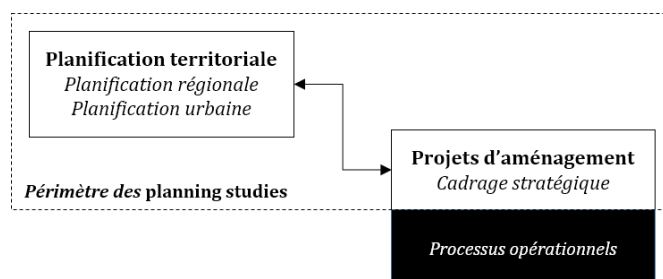 Planification territoriale
Planification régionale
Planification urbaine
Projets d'aménagement
Cadrage stratégique
Périmètre des planning studies
Processus opérationnels